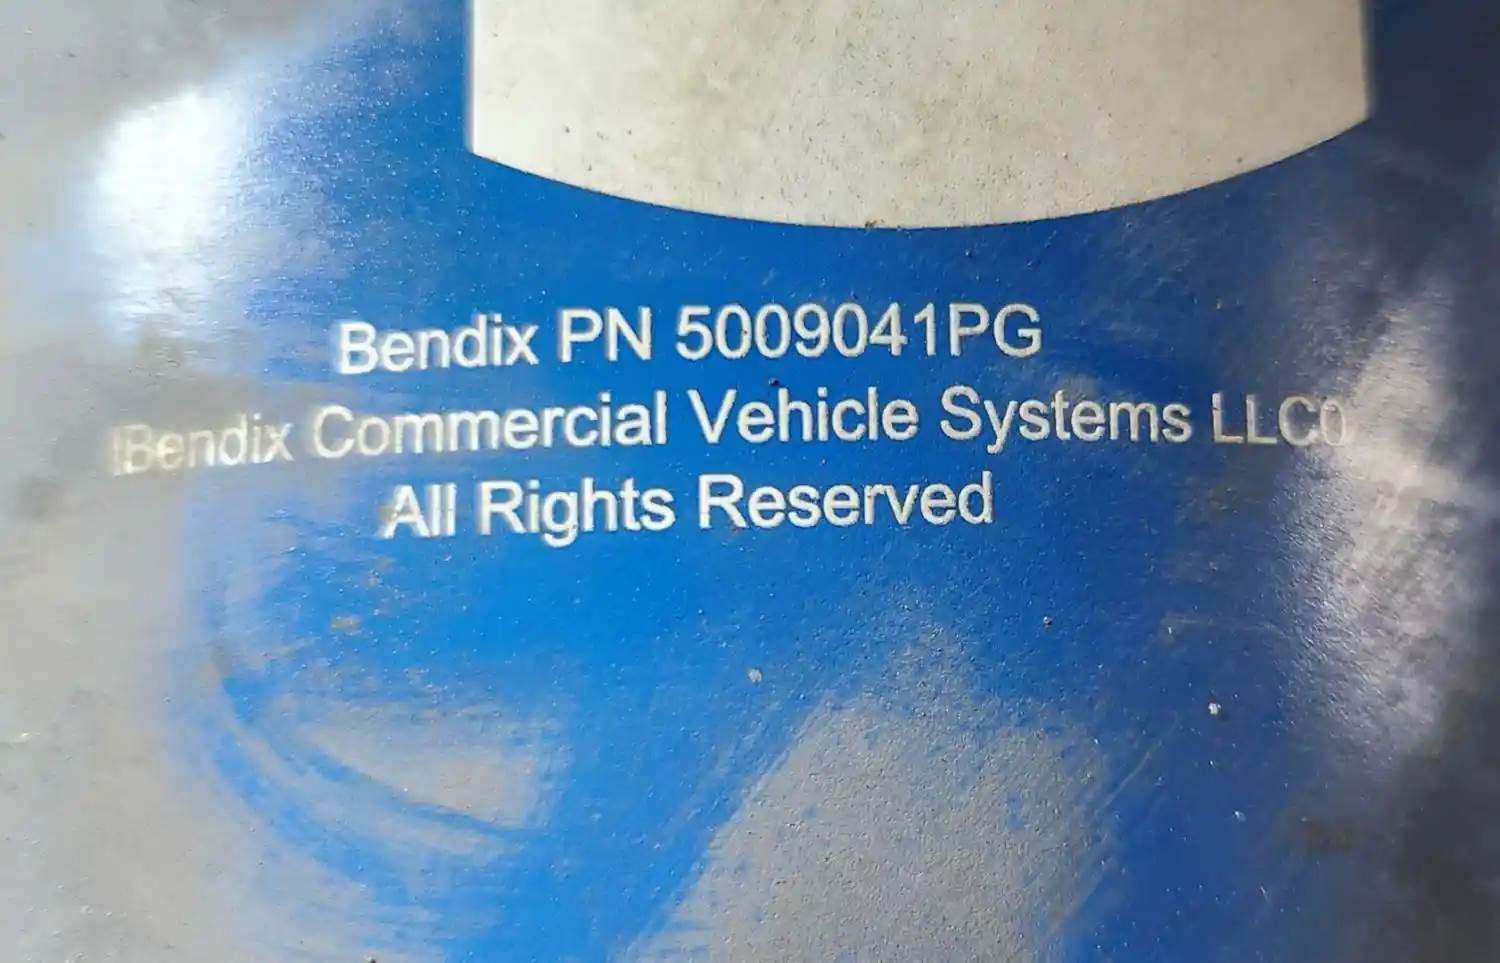 Bendix PN 5009041PG
Bendix Commercial Vehicle Systems LLC
All Rights Reserved